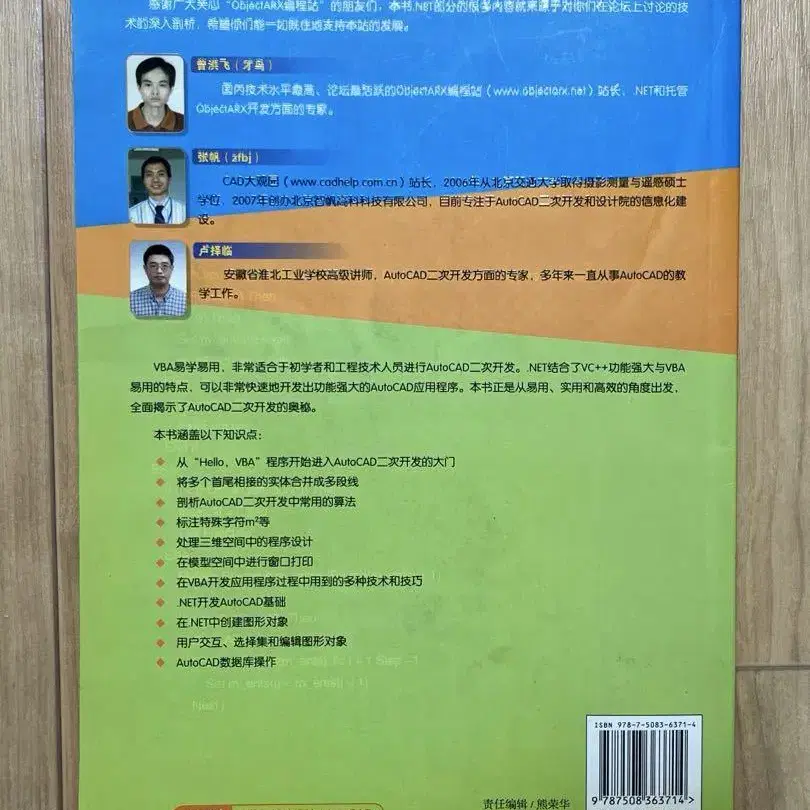 感谢广大关心“ObjectARX编程站”的朋友们，本书.NET部分的很多内容就来源于对你们在论坛上讨论的技
术的深入剖析，希望你们能一如既往地支持本站的发展。
曾洪飞（才鸟）
国内技术水平最高、论坛最活跃的ObjectARX编程站（www.objectarx.net）站长，.NET和托管
ObjectARX开发方面的专家。
张帆（zfbj）
CAD大观园（www.cadhelp.com.cn）站长，2006年从北京交通大学取得摄影测量与遥感硕士
学位，2007年创办北京智帆高科科技有限公司，目前专注于AutoCAD二次开发和设计院的信息化建
设。
卢择临
安徽省淮北工业学校高级讲师，AutoCAD二次开发方面的专家，多年来一直从事AutoCAD的教
学工作。
VBA易学易用，非常适合于初学者和工程技术人员进行AutoCAD二次开发。.NET结合了VC++功能强大与VBA
易用的特点，可以非常快速地开发出功能强大的AutoCAD应用程序。本书正是从易用、实用和高效的角度出发，
全面揭示了AutoCAD二次开发的奥秘。
本书涵盖以下知识点：
◆ 从“Hello，VBA”程序开始进入AutoCAD二次开发的大门
◆ 将多个首尾相接的实体合并成多段线
◆ 剖析AutoCAD二次开发中常用的算法
◆ 标注特殊字符m²等
◆ 处理三维空间中的程序设计
◆ 在模型空间中进行窗口打印
◆ 在VBA开发应用程序过程中用到的多种技术和技巧
◆ .NET开发AutoCAD基础
◆ 在.NET中创建图形对象
◆ 用户交互、选择集和编辑图形对象
◆ AutoCAD数据库操作
ISBN 978-7-5083-6371-4
9 787508 363714 >
责任编辑/熊荣华